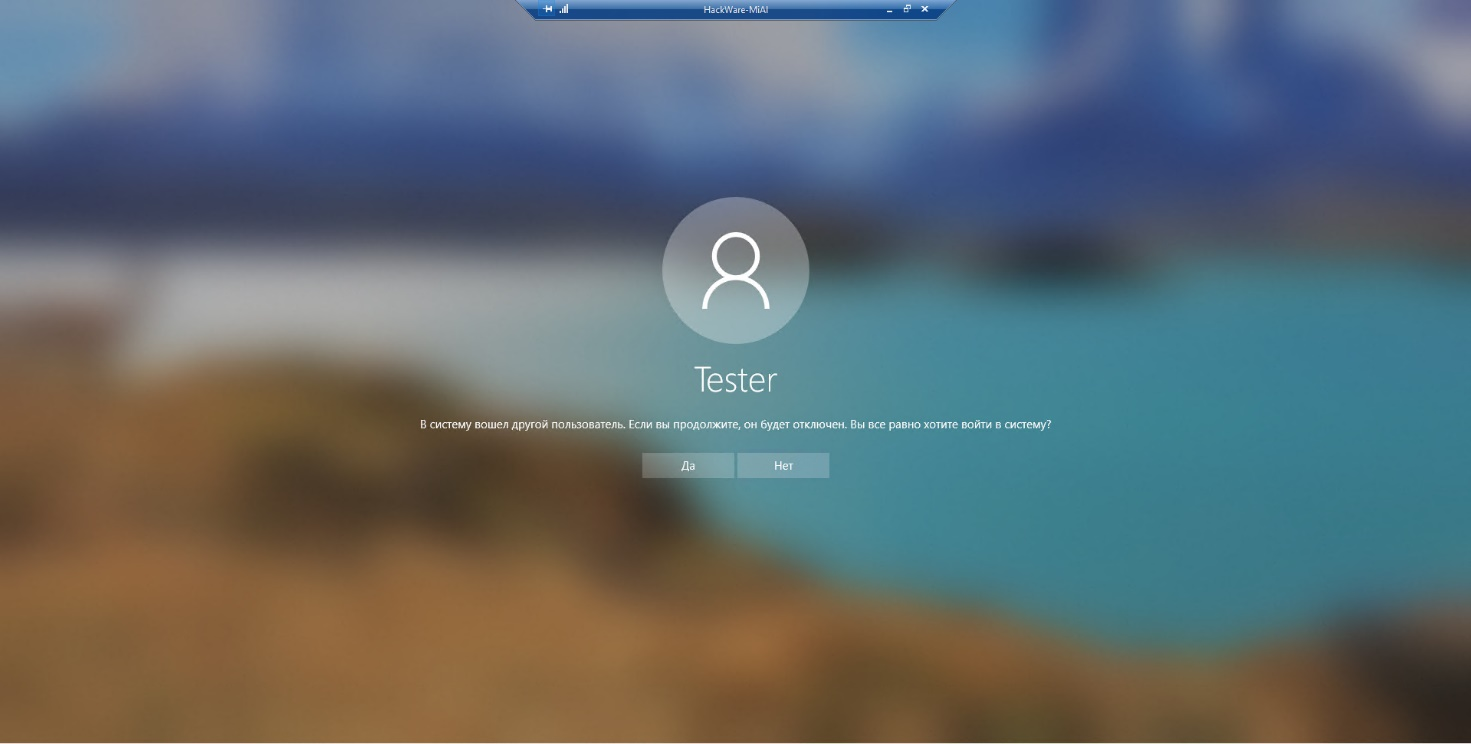 HackWare-MiAl
Tester
В систему вошел другой пользователь. Если вы продолжите, он будет отключен. Вы все равно хотите войти в систему?
Да
Нет